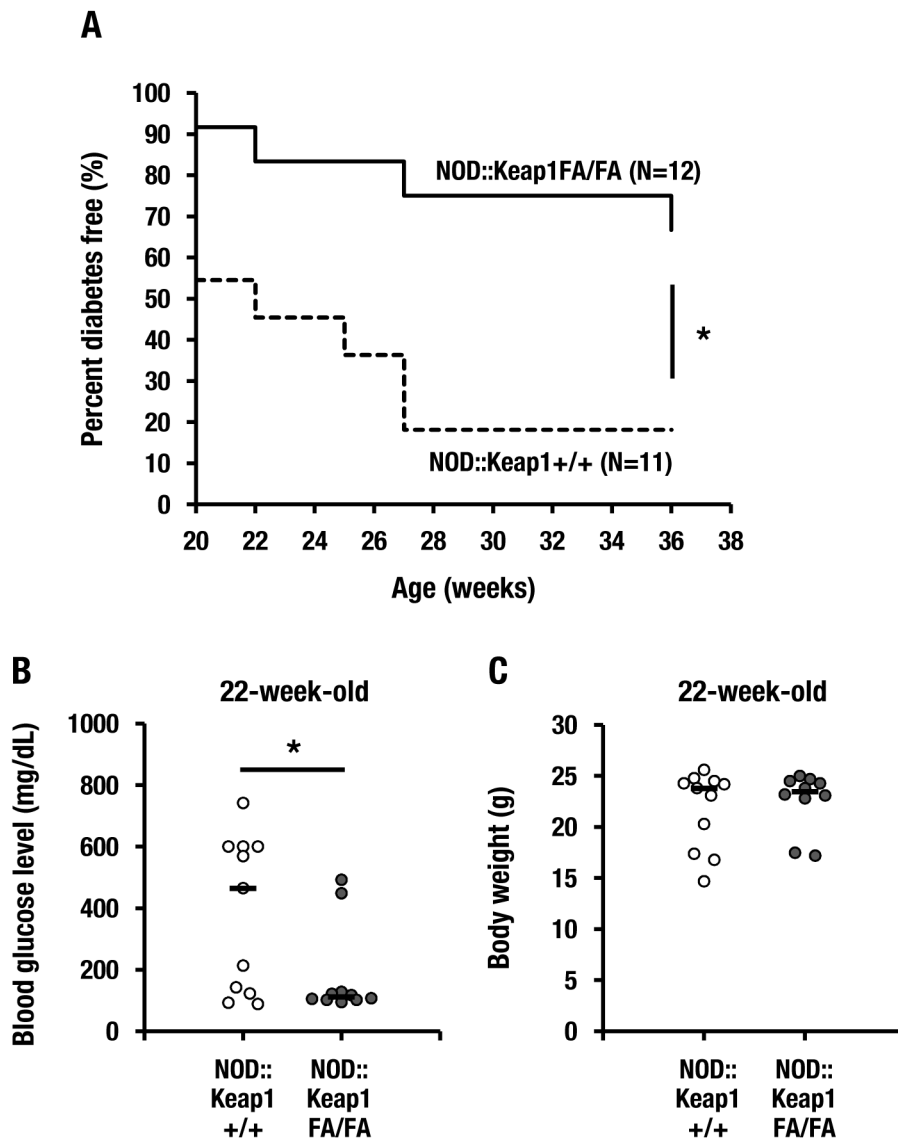 A
Percent diabetes free (%)
100
90
80
70
60
50
40
30
20
10
0
NOD::Keap1FA/FA (N=12)
*
NOD::Keap1+/+ (N=11)
20 22 24 26 28 30 32 34 36 38
Age (weeks)
B
22-week-old
Blood glucose level (mg/dL)
1000
800
600
400
200
0
*
NOD:: NOD::
Keap1 Keap1
+/+ FA/FA
C
22-week-old
Body weight (g)
30
25
20
15
10
5
0
NOD:: NOD::
Keap1 Keap1
+/+ FA/FA